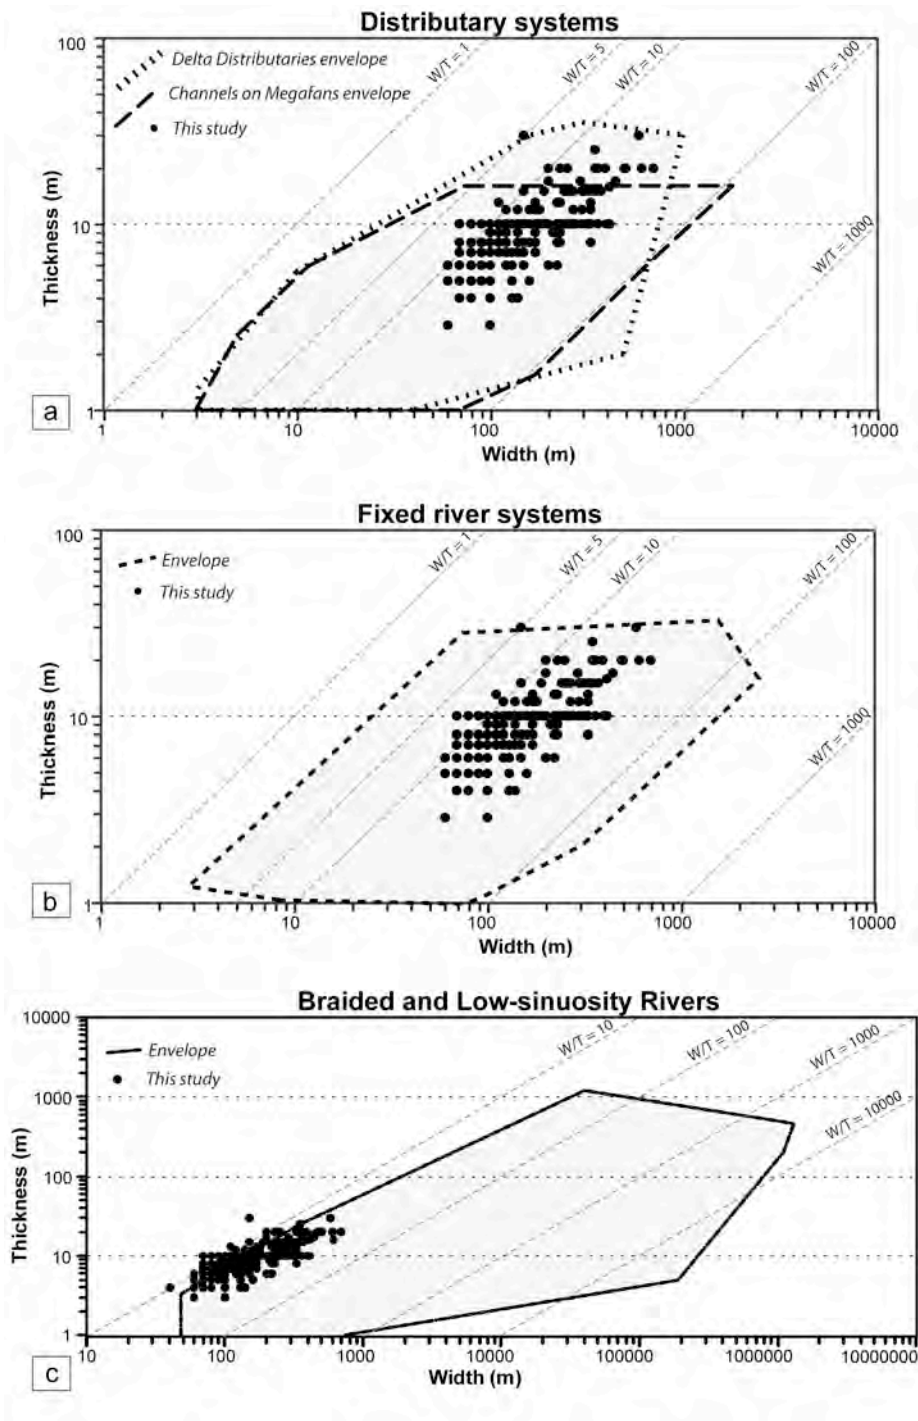 Distributary systems
100
Delta Distributaries envelope
Channels on Megafans envelope
This study
W/T = 1
W/T = 5
W/T = 10
W/T = 100
W/T = 1000
Thickness (m)
10
1
a
1
10
100
1000
10000
Width (m)
Fixed river systems
100
Envelope
This study
W/T = 1
W/T = 5
W/T = 10
W/T = 100
W/T = 1000
Thickness (m)
10
1
b
1
10
100
1000
10000
Width (m)
Braided and Low-sinuosity Rivers
10000
Envelope
This study
W/T = 10
W/T = 100
W/T = 1000
W/T = 10000
1000
Thickness (m)
100
10
1
c
10
100
1000
10000
100000
1000000
10000000
Width (m)